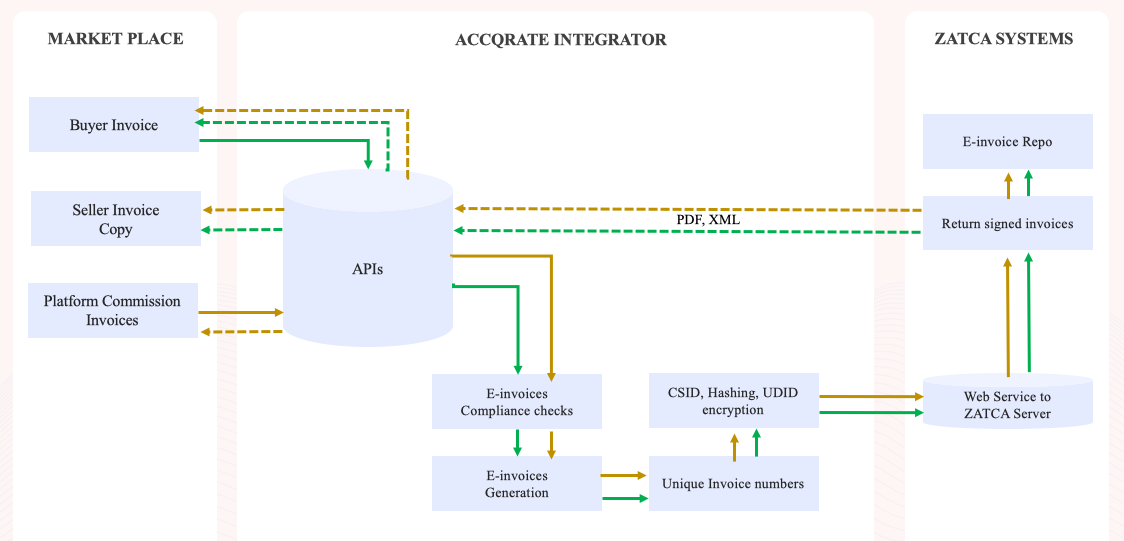 MARKET PLACE
ACCQRATE INTEGRATOR
ZATCA SYSTEMS
Buyer Invoice
Seller Invoice
Copy
Platform Commission
Invoices
APIs
PDF, XML
E-invoices
Compliance checks
E-invoices
Generation
CSID, Hashing, UDID
encryption
Unique Invoice numbers
E-invoice Repo
Return signed invoices
Web Service to
ZATCA Server